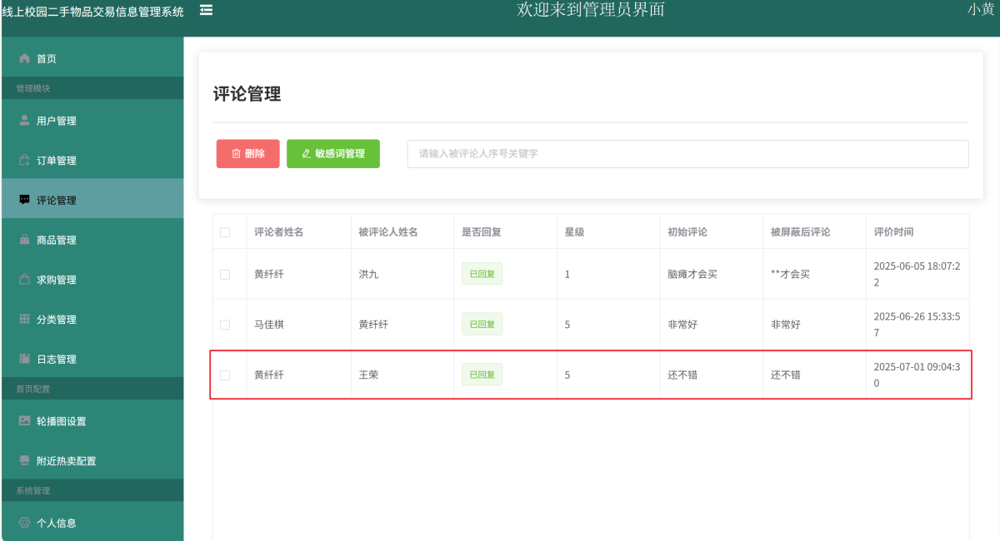 线上校园二手物品交易信息管理系统
欢迎来到管理员界面
小黄
首页
管理模块
用户管理
订单管理
评论管理
商品管理
求购管理
分类管理
日志管理
首页配置
轮播图设置
附近热卖配置
系统管理
个人信息
评论管理
删除 敏感词管理 请输入被评论人序号关键字
评论者姓名 被评论人姓名 是否回复 星级 初始评论 被屏蔽后评论 评价时间
黄纤纤 洪九 已回复 1 脑瘫才会买 **才会买 2025-06-05 18:07:2
2
马佳棋 黄纤纤 已回复 5 非常好 非常好 2025-06-26 15:33:5
7
黄纤纤 王荣 已回复 5 还不错 还不错 2025-07-01 09:04:3
0